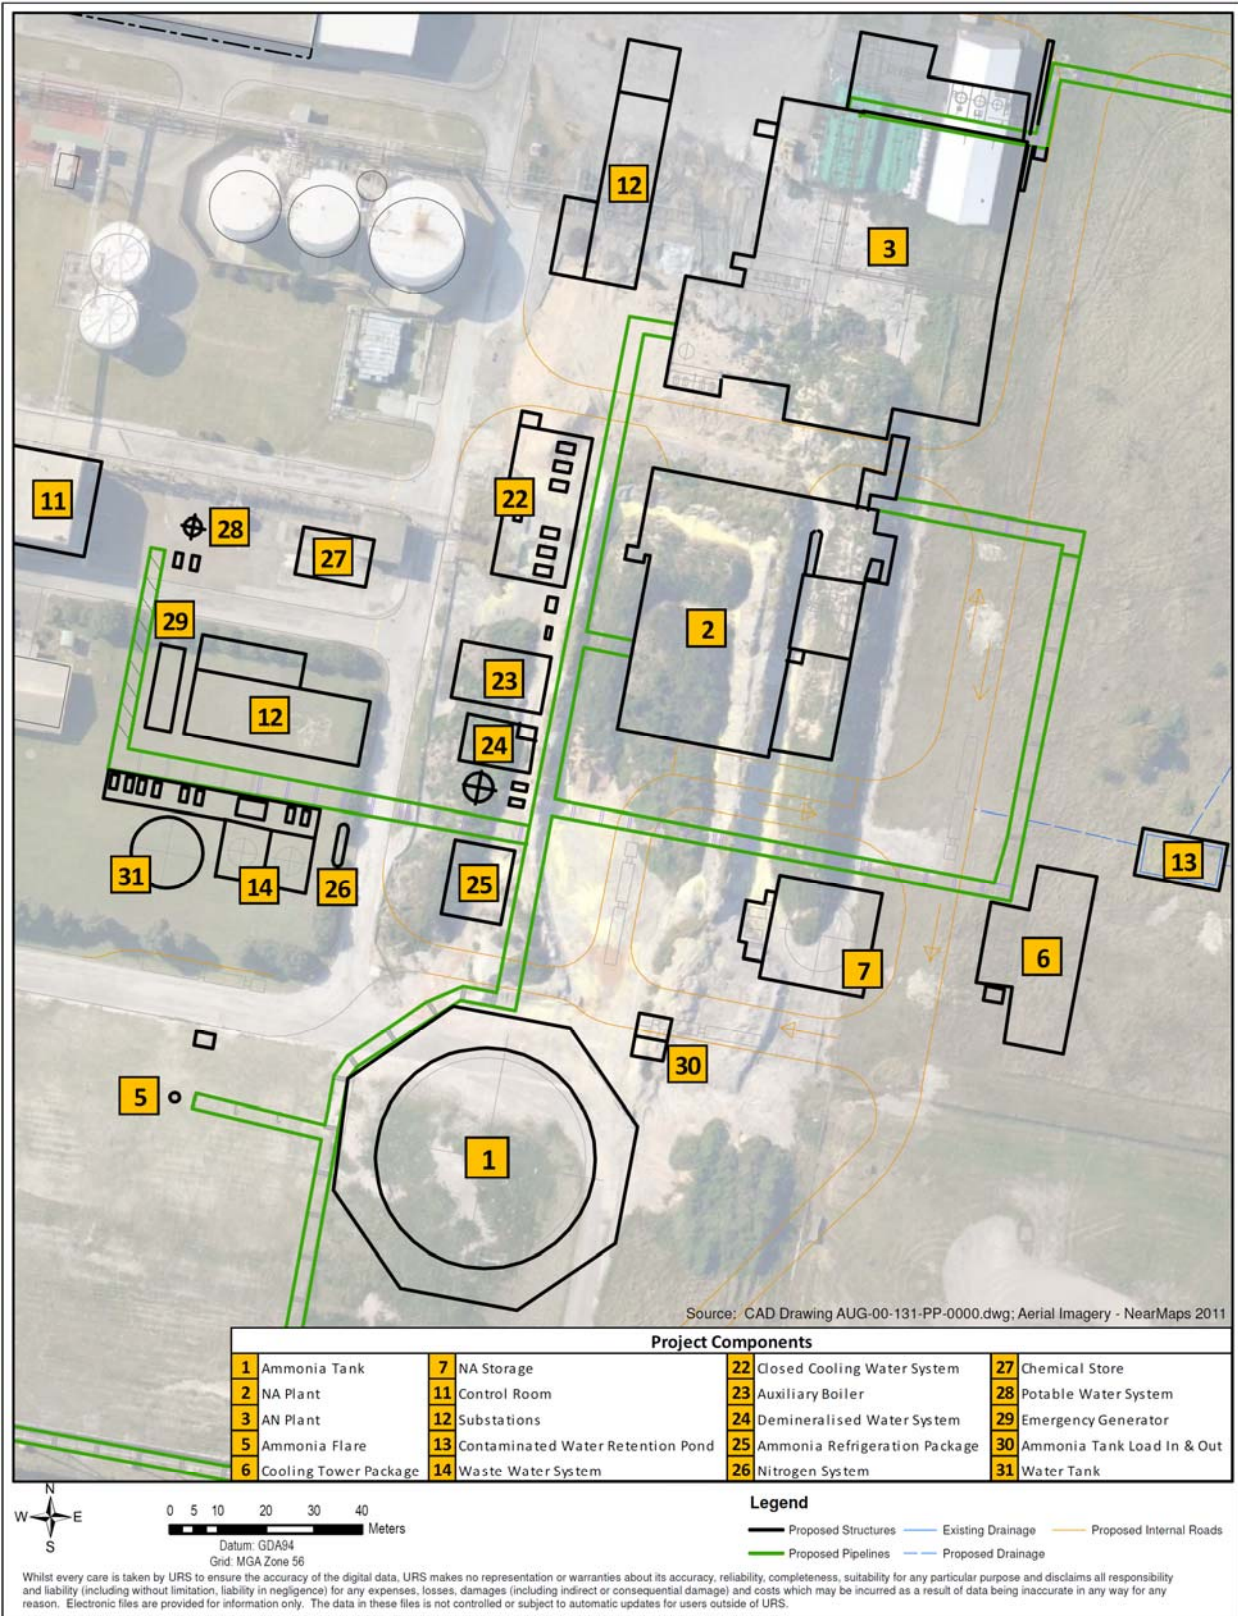 12
3
11
28
27
22
29
2
23
12
24
13
31
14
26
25
7
6
30
5
1
Source: CAD Drawing AUG-00-131-PP-0000.dwg; Aerial Imagery - NearMaps 2011
Project Components
1 Ammonia Tank 7 NA Storage 22 Closed Cooling Water System 27 Chemical Store
2 NA Plant 11 Control Room 23 Auxiliary Boiler 28 Potable Water System
3 AN Plant 12 Substations 24 Demineralised Water System 29 Emergency Generator
5 Ammonia Flare 13 Contaminated Water Retention Pond 25 Ammonia Refrigeration Package 30 Ammonia Tank Load In & Out
6 Cooling Tower Package 14 Waste Water System 26 Nitrogen System 31 Water Tank
N
W E
S
0 5 10 20 30 40
Meters
Datum: GDA94
Grid: MGA Zone 56
Legend
Proposed Structures Existing Drainage Proposed Internal Roads
Proposed Pipelines Proposed Drainage
Whilst every care is taken by URS to ensure the accuracy of the digital data, URS makes no representation or warranties about its accuracy, reliability, completeness, suitability for any particular purpose and disclaims all responsibility
and liability (including without limitation, liability in negligence) for any expenses, losses, damages (including indirect or consequential damage) and costs which may be incurred as a result of data being inaccurate in any way for any
reason. Electronic files are provided for information only. The data in these files is not controlled or subject to automatic updates for users outside of URS.